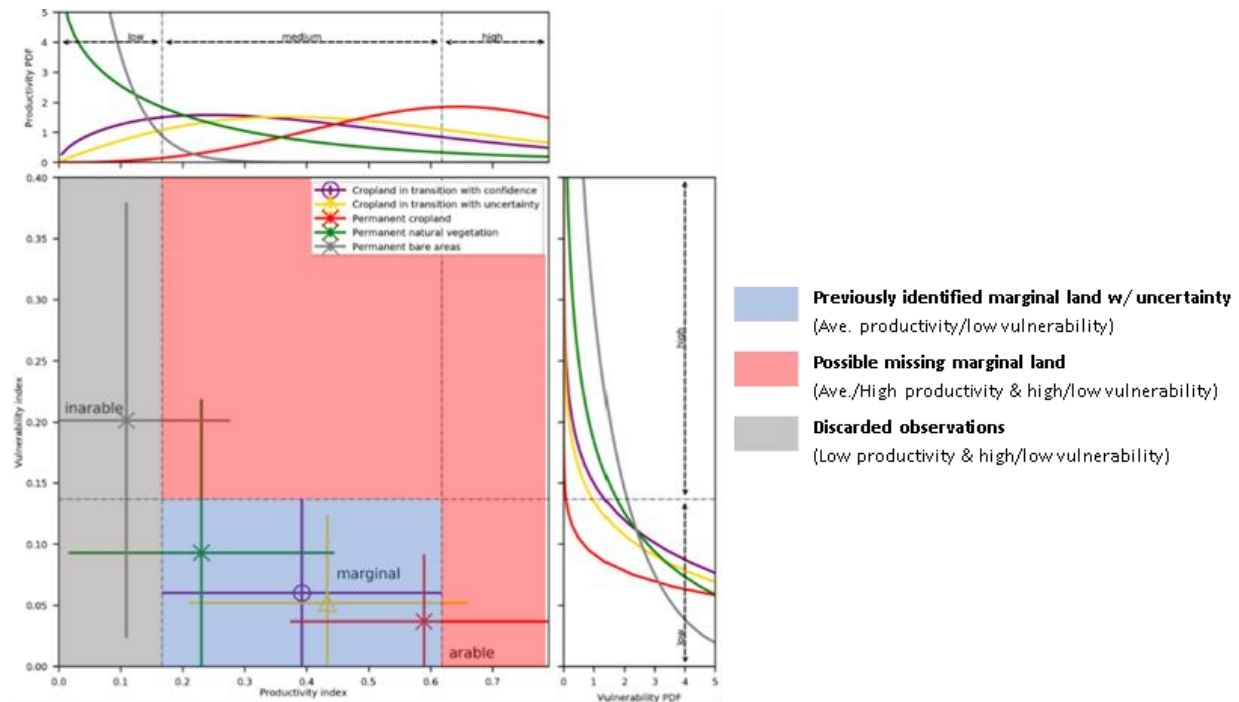 5
4
3
2
1
0
Productivity PDF
low
medium
high
0.40
0.35
0.30
0.25
0.20
0.15
0.10
0.05
0.00
Vulnerability index
Cropland in transition with confidence
Cropland in transition with uncertainty
Permanent cropland
Permanent natural vegetation
Permanent bare areas
inarable
marginal
arable
0.0 0.1 0.2 0.3 0.4 0.5 0.6 0.7
Productivity index
high
low
0 1 2 3 4 5
Vulnerability PDF
Previously identified marginal land w/ uncertainty
(Ave. productivity/low vulnerability)
Possible missing marginal land
(Ave./High productivity & high/low vulnerability)
Discarded observations
(Low productivity & high/low vulnerability)